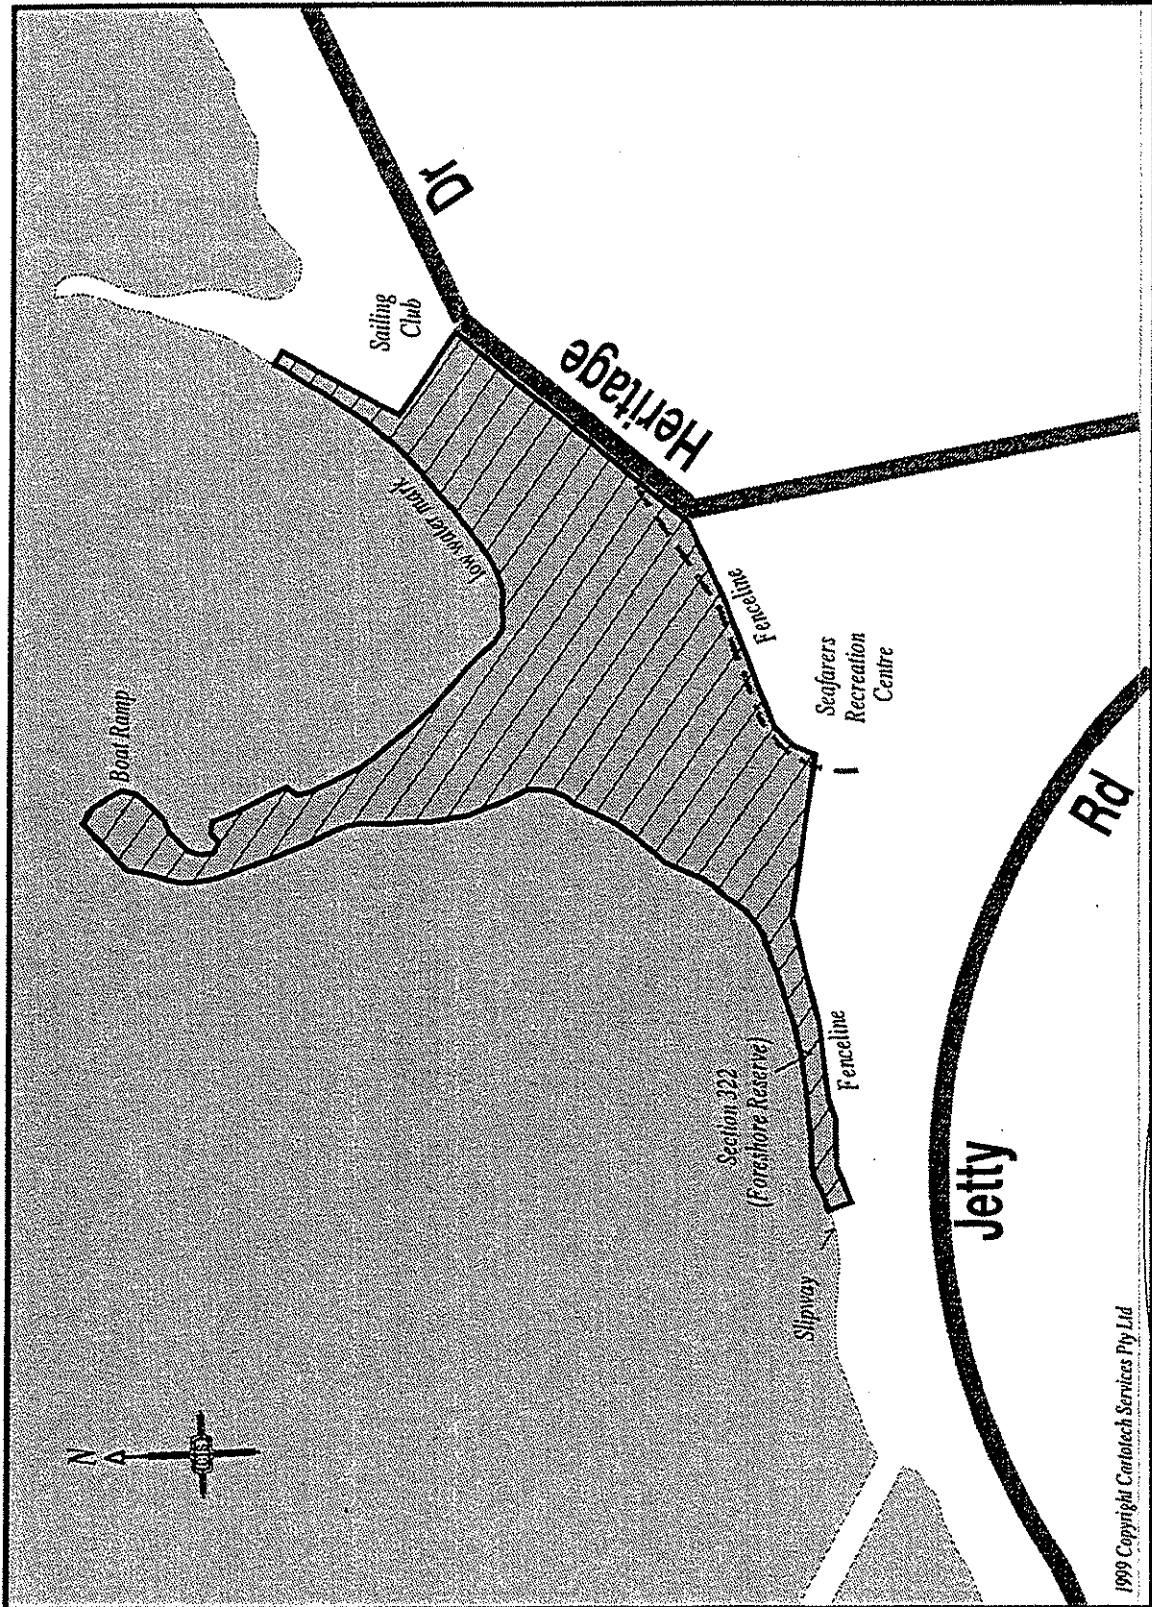 N
Boat Ramp
Sailing
Club
low water mark
Dr
Heritage
Fenceline
Seafarers
Recreation
Centre
Section 322
(Foreshore Reserve)
Fenceline
Slipway
Jetty
Rd
1999 Copyright Cartotech Services Pty Ltd